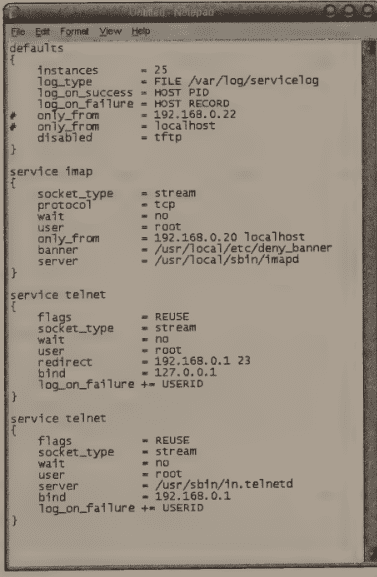 Untitled - Notepad
File Edit Format View Help
defaults
{
instances = 25
log_type = FILE /var/log/servicelog
log_on_success = HOST PID
log_on_failure = HOST RECORD
# only_from = 192.168.0.22
# only_from = localhost
disabled = tftp
}
service imap
{
socket_type = stream
protocol = tcp
wait = no
user = root
only_from = 192.168.0.20 localhost
banner = /usr/local/etc/deny_banner
server = /usr/local/sbin/imapd
}
service telnet
{
flags = REUSE
socket_type = stream
wait = no
user = root
redirect = 192.168.0.1 23
bind = 127.0.0.1
log_on_failure += USERID
}
service telnet
{
flags = REUSE
socket_type = stream
wait = no
user = root
server = /usr/sbin/in.telnetd
bind = 192.168.0.1
log_on_failure += USERID
}